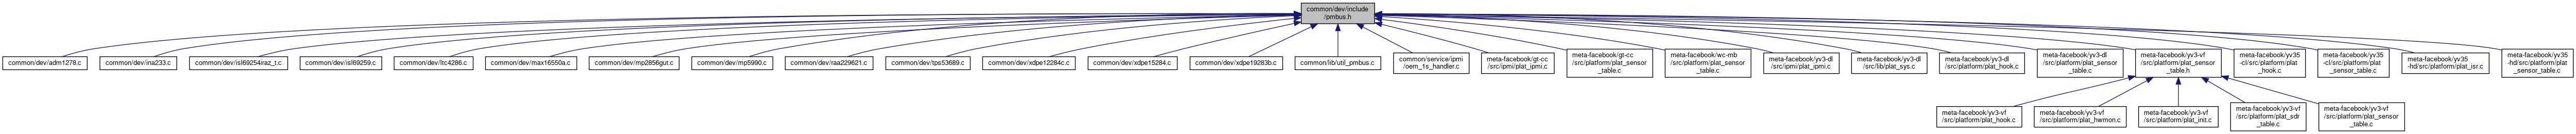 common/dev/include
/pmbus.h
common/dev/adm1278.c
common/dev/ina233.c
common/dev/isl69254iraz_t.c
common/dev/isl69259.c
common/dev/ltc4286.c
common/dev/max16550a.c
common/dev/mp2856gut.c
common/dev/mp5990.c
common/dev/raa229621.c
common/dev/tps53689.c
common/dev/xdpe12284c.c
common/dev/xdpe15284.c
common/dev/xdpe19283b.c
common/lib/util_pmbus.c
common/service/ipmi
/oem_1s_handler.c
meta-facebook/gt-cc
/src/ipmi/plat_ipmi.c
meta-facebook/gt-cc
/src/platform/plat_sensor
_table.c
meta-facebook/wc-mb
/src/platform/plat_sensor
_table.c
meta-facebook/yv3-dl
/src/ipmi/plat_ipmi.c
meta-facebook/yv3-dl
/src/lib/plat_sys.c
meta-facebook/yv3-dl
/src/platform/plat_hook.c
meta-facebook/yv3-dl
/src/platform/plat_sensor
_table.c
meta-facebook/yv3-vf
/src/platform/plat_sensor
_table.h
meta-facebook/yv35
-cl/src/platform/plat
_hook.c
meta-facebook/yv35
-cl/src/platform/plat
_sensor_table.c
meta-facebook/yv35
-hd/src/platform/plat_isr.c
meta-facebook/yv35
-hd/src/platform/plat
_sensor_table.c
meta-facebook/yv3-vf
/src/platform/plat_hook.c
meta-facebook/yv3-vf
/src/platform/plat_hwmon.c
meta-facebook/yv3-vf
/src/platform/plat_init.c
meta-facebook/yv3-vf
/src/platform/plat_sdr
_table.c
meta-facebook/yv3-vf
/src/platform/plat_sensor
_table.c